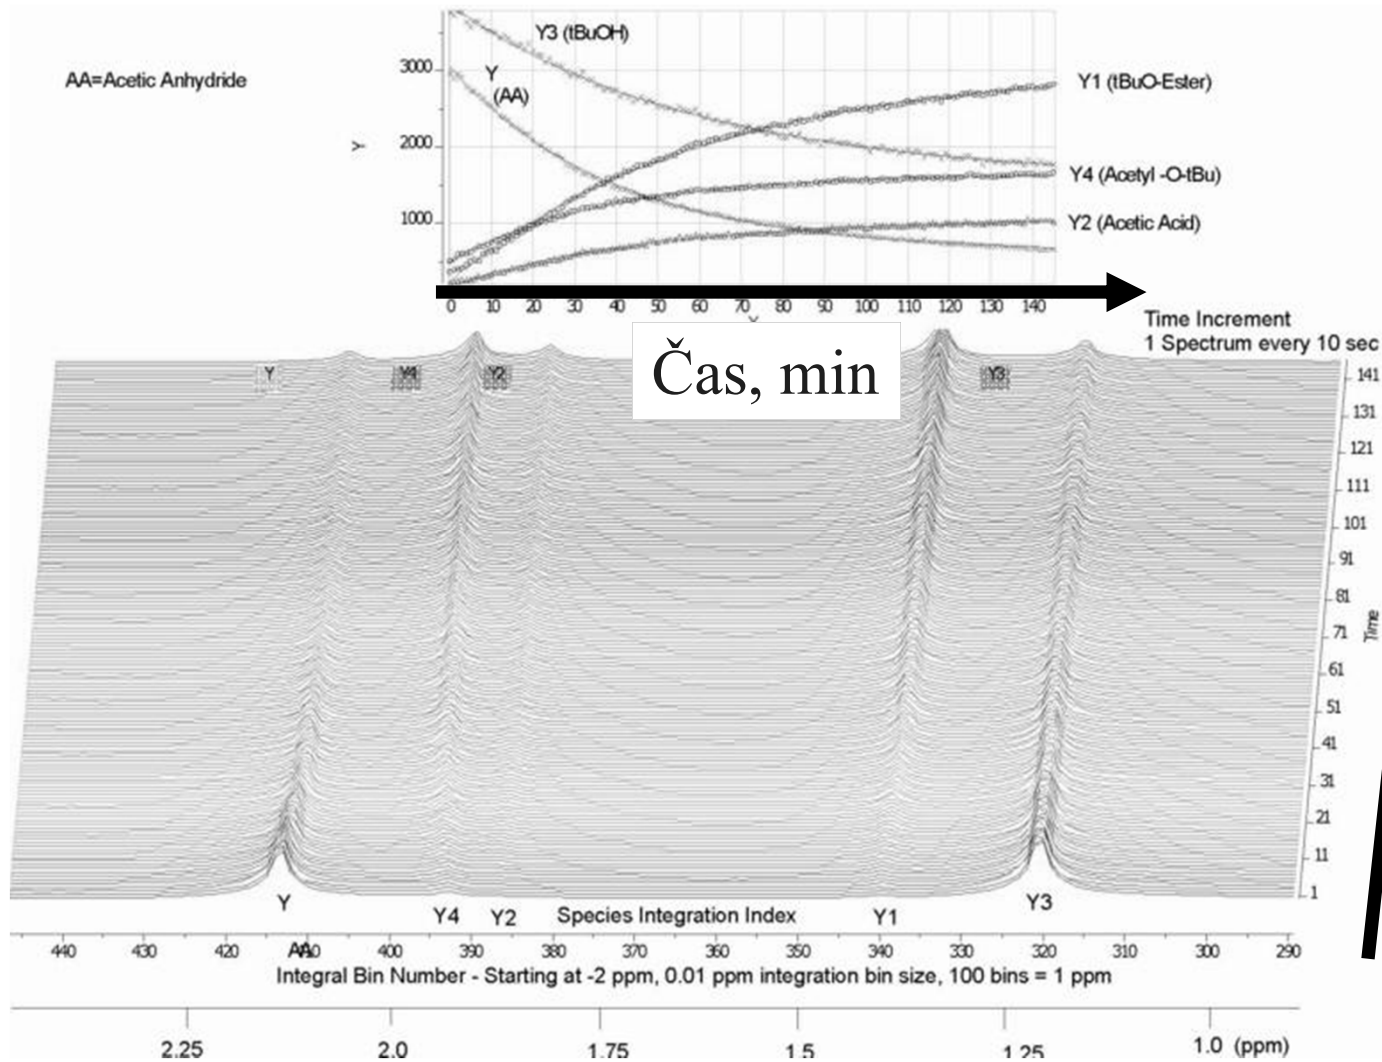 Y3 (tBuOH)
AA=Acetic Anhydride
3000
Y
(AA)
Y1 (tBuO-Ester)
Y
2000
Y4 (Acetyl -O-tBu)
1000
Y2 (Acetic Acid)
0 10 20 30 40 50 60 70 80 90 100 110 120 130 140
Time Increment
1 Spectrum every 10 sec
Čas, min
Y Y4 Y2 Y3
141
131
121
111
101
91
81
71
Time
61
51
41
31
21
11
1
Y Y4 Y2 Species Integration Index Y1 Y3
440 430 420 410 400 390 380 370 360 350 340 330 320 310 300 290
AA
Integral Bin Number - Starting at -2 ppm, 0.01 ppm integration bin size, 100 bins = 1 ppm
2.25 2.0 1.75 1.5 1.25 1.0 (ppm)